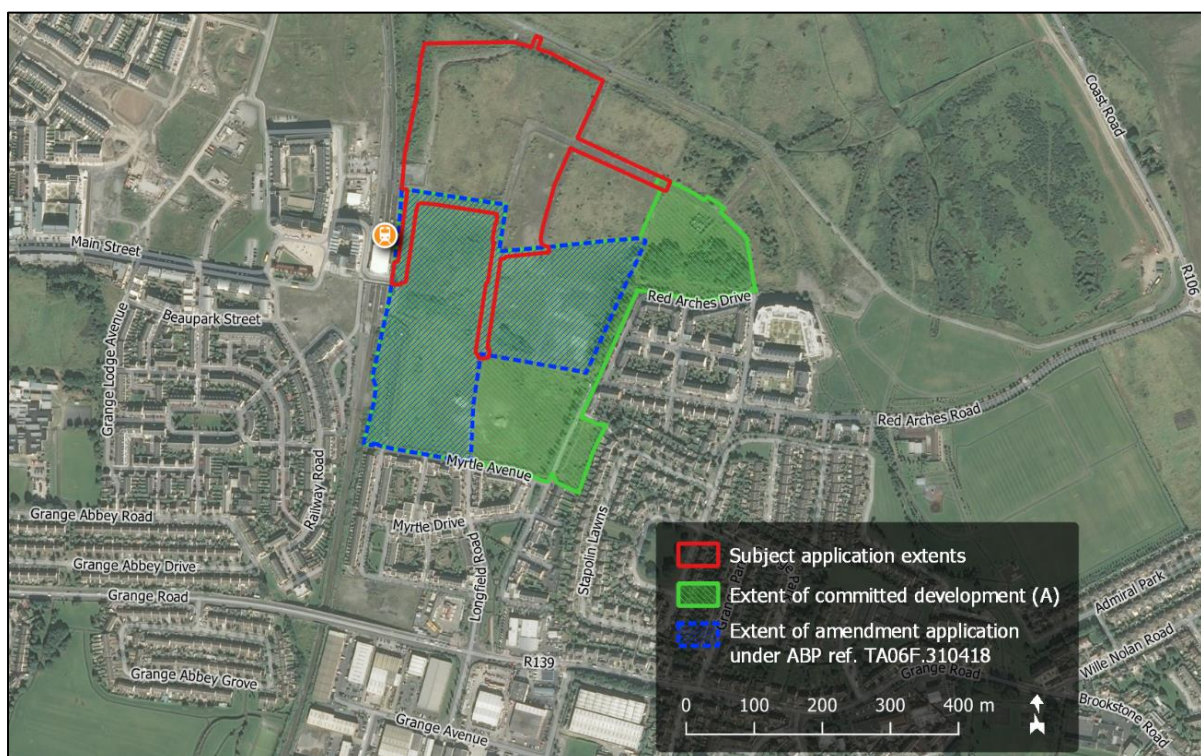 Coast Road
R106
Main Street
Beaupark Street
Grange Lodge Avenue
Railway Road
Red Arches Drive
Red Arches Road
Myrtle Avenue
Myrtle Drive
Longfield Road
Stapolin Lawns
Grange Abbey Road
Grange Abbey Drive
Grange Road
Grange Abbey Grove
Grange Avenue
R139
Subject application extents
Extent of committed development (A)
Extent of amendment application
under ABP ref. TA06F.310418
0 100 200 300 400 m
Grange Road
Admiral Park
Wille Nolan Road
Brookstone Road